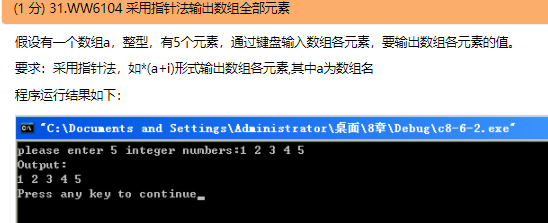 (1 分) 31.WW6104 采用指针法输出数组全部元素
假设有一个数组a，整型，有5个元素，通过键盘输入数组各元素，要输出数组各元素的值。
要求：采用指针法，如*(a+i)形式输出数组各元素,其中a为数组名
程序运行结果如下：
"C:\Documents and Settings\Administrator\桌面\8章\Debug\c8-6-2.exe"
please enter 5 integer numbers:1 2 3 4 5
Output:
1 2 3 4 5
Press any key to continue_